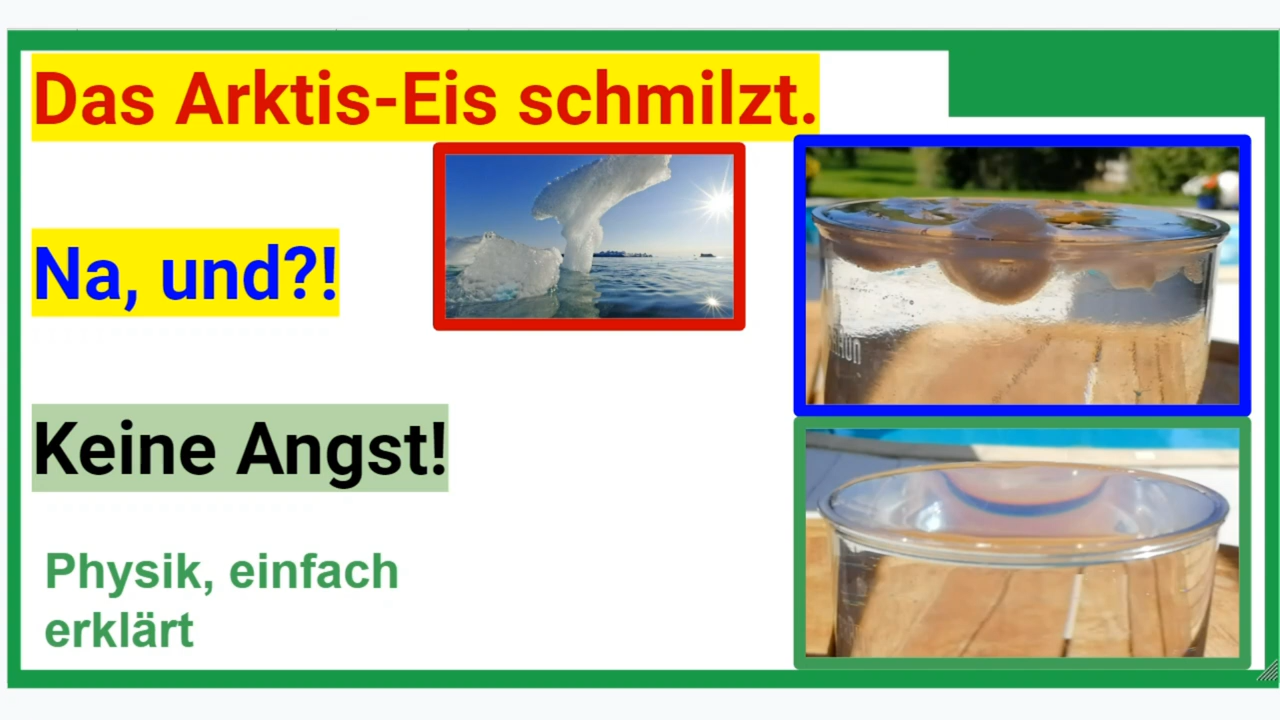 Das Arktis-Eis schmilzt.
Na, und?!
Keine Angst!
Physik, einfach
erklärt